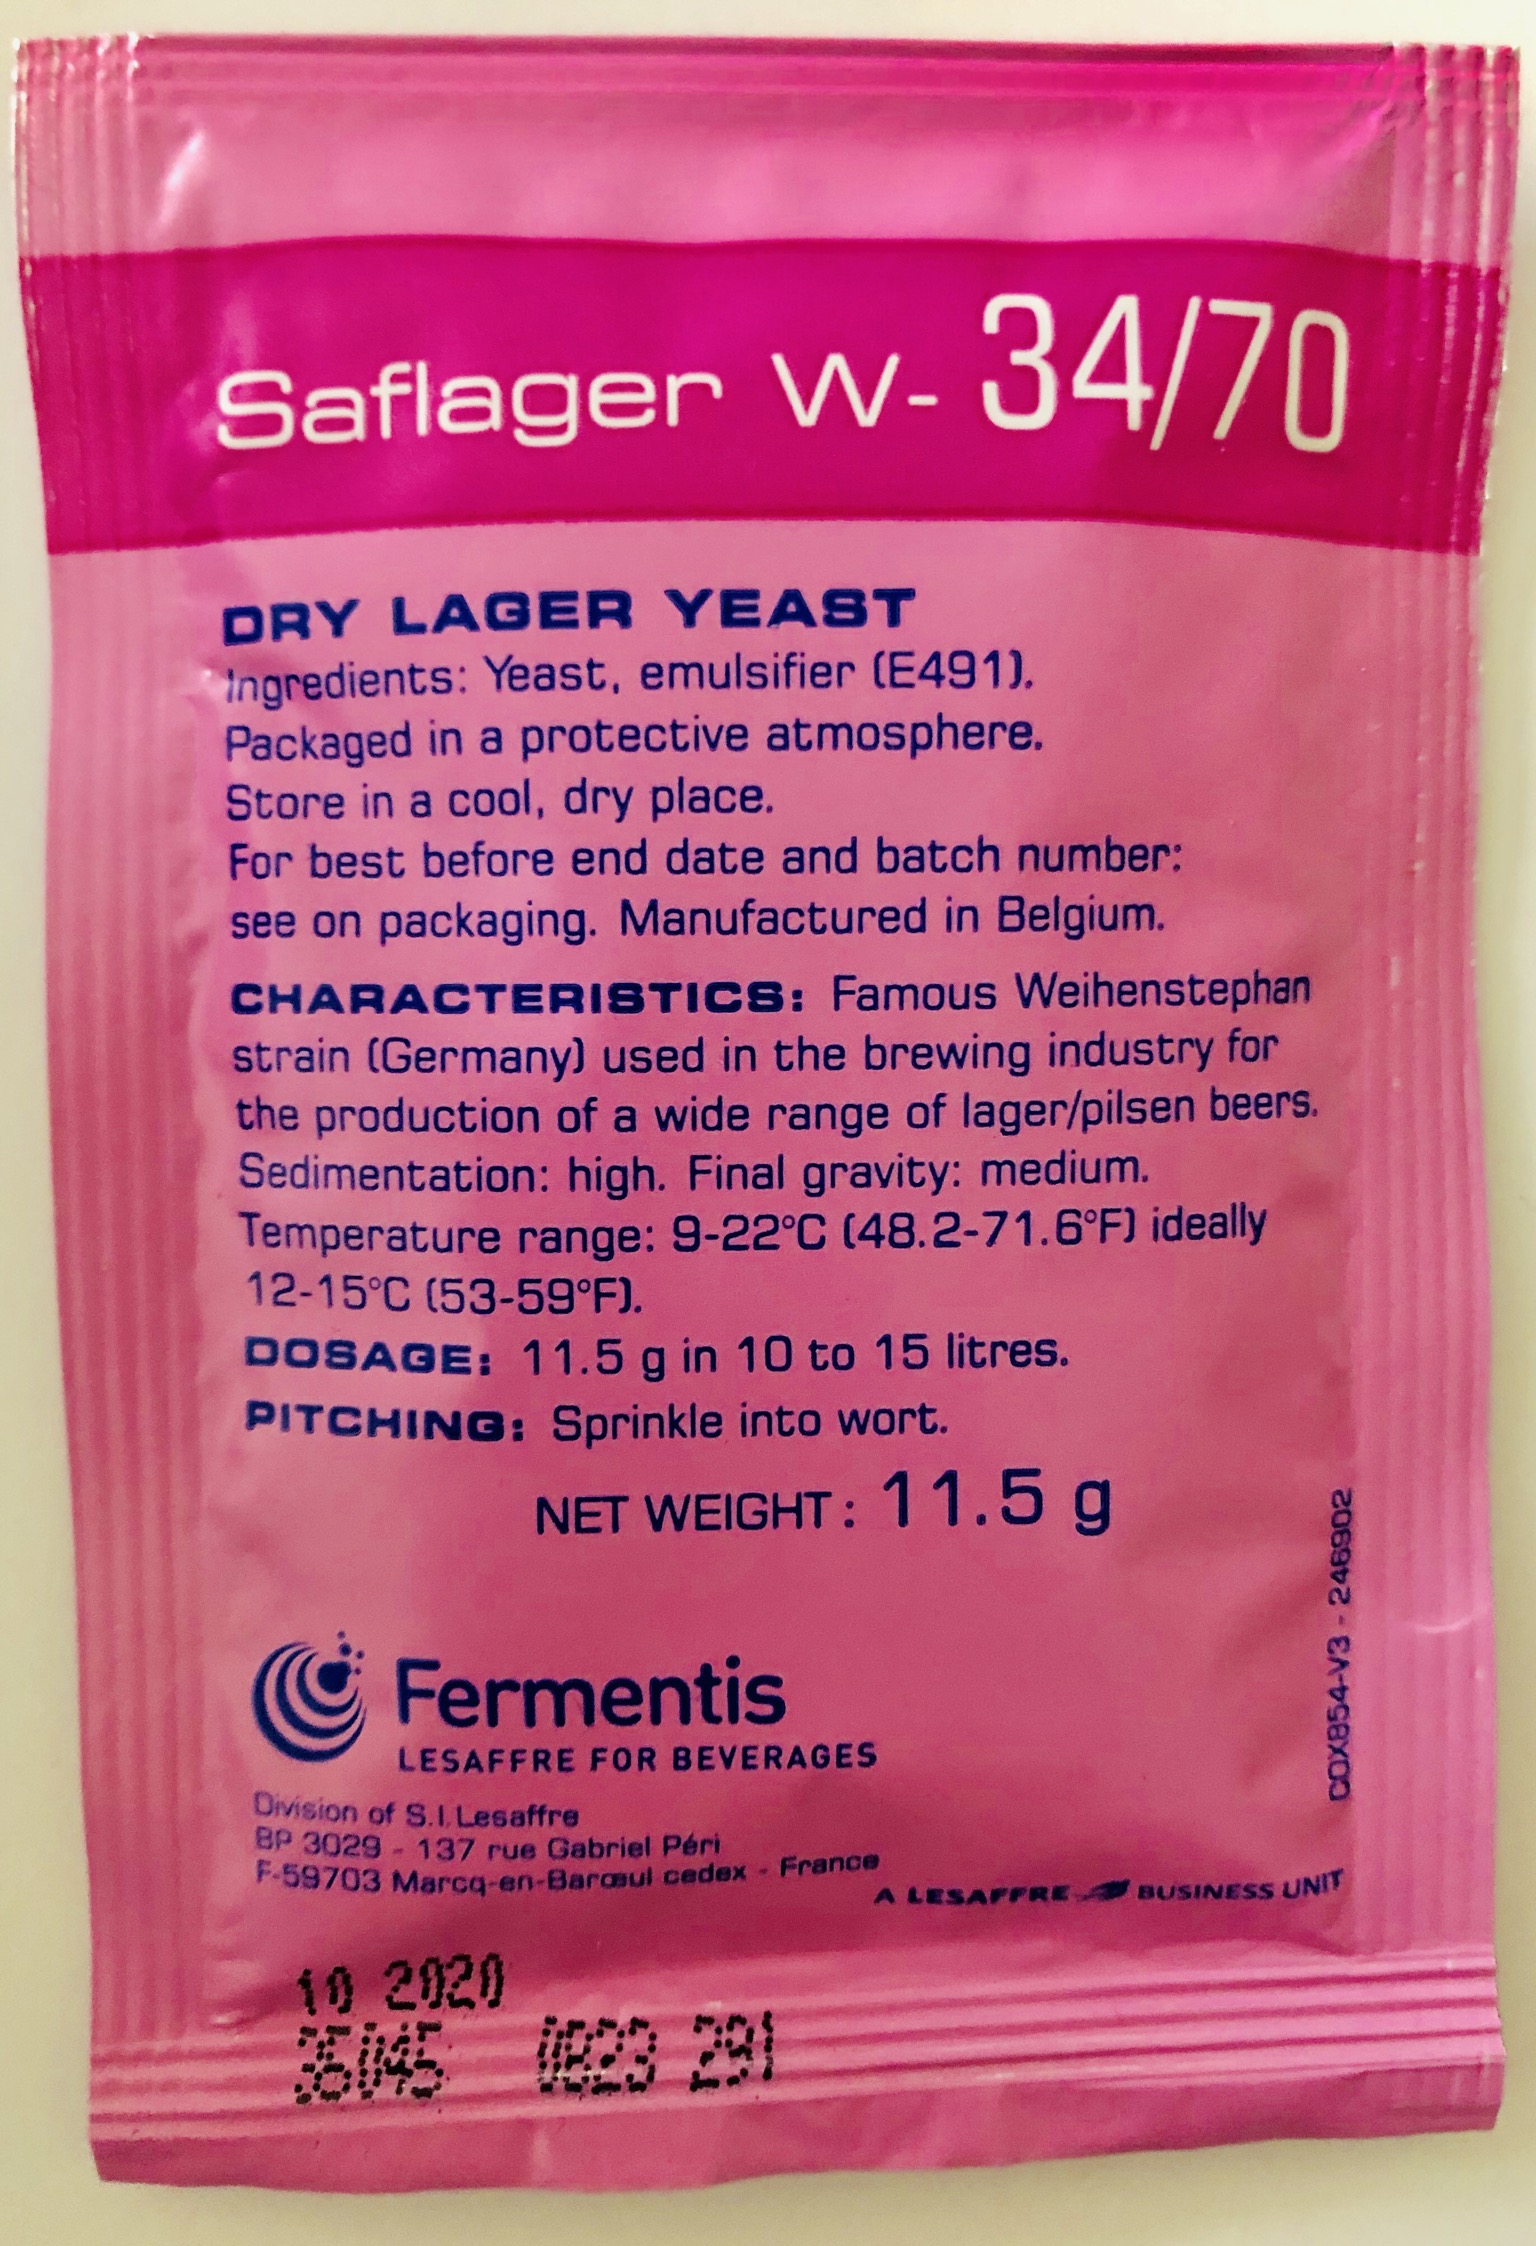 Saflager W- 34/70
DRY LAGER YEAST
Ingredients: Yeast, emulsifier (E491).
Packaged in a protective atmosphere.
Store in a cool, dry place.
For best before end date and batch number:
see on packaging. Manufactured in Belgium.
CHARACTERISTICS: Famous Weihenstephan
strain (Germany) used in the brewing industry for
the production of a wide range of lager/pilsen beers.
Sedimentation: high. Final gravity: medium.
Temperature range: 9-22°C (48.2-71.6°F) ideally
12-15°C (53-59°F).
DOSAGE: 11.5 g in 10 to 15 litres.
PITCHING: Sprinkle into wort.
NET WEIGHT: 11.5 g
CDX854-V3 - 246902
Fermentis
LESAFFRE FOR BEVERAGES
Division of S.I. Lesaffre
BP 3029 - 137 rue Gabriel Péri
F-59703 Marcq-en-Barœul cedex - France
A LESAFFRE BUSINESS UNIT
10 2020